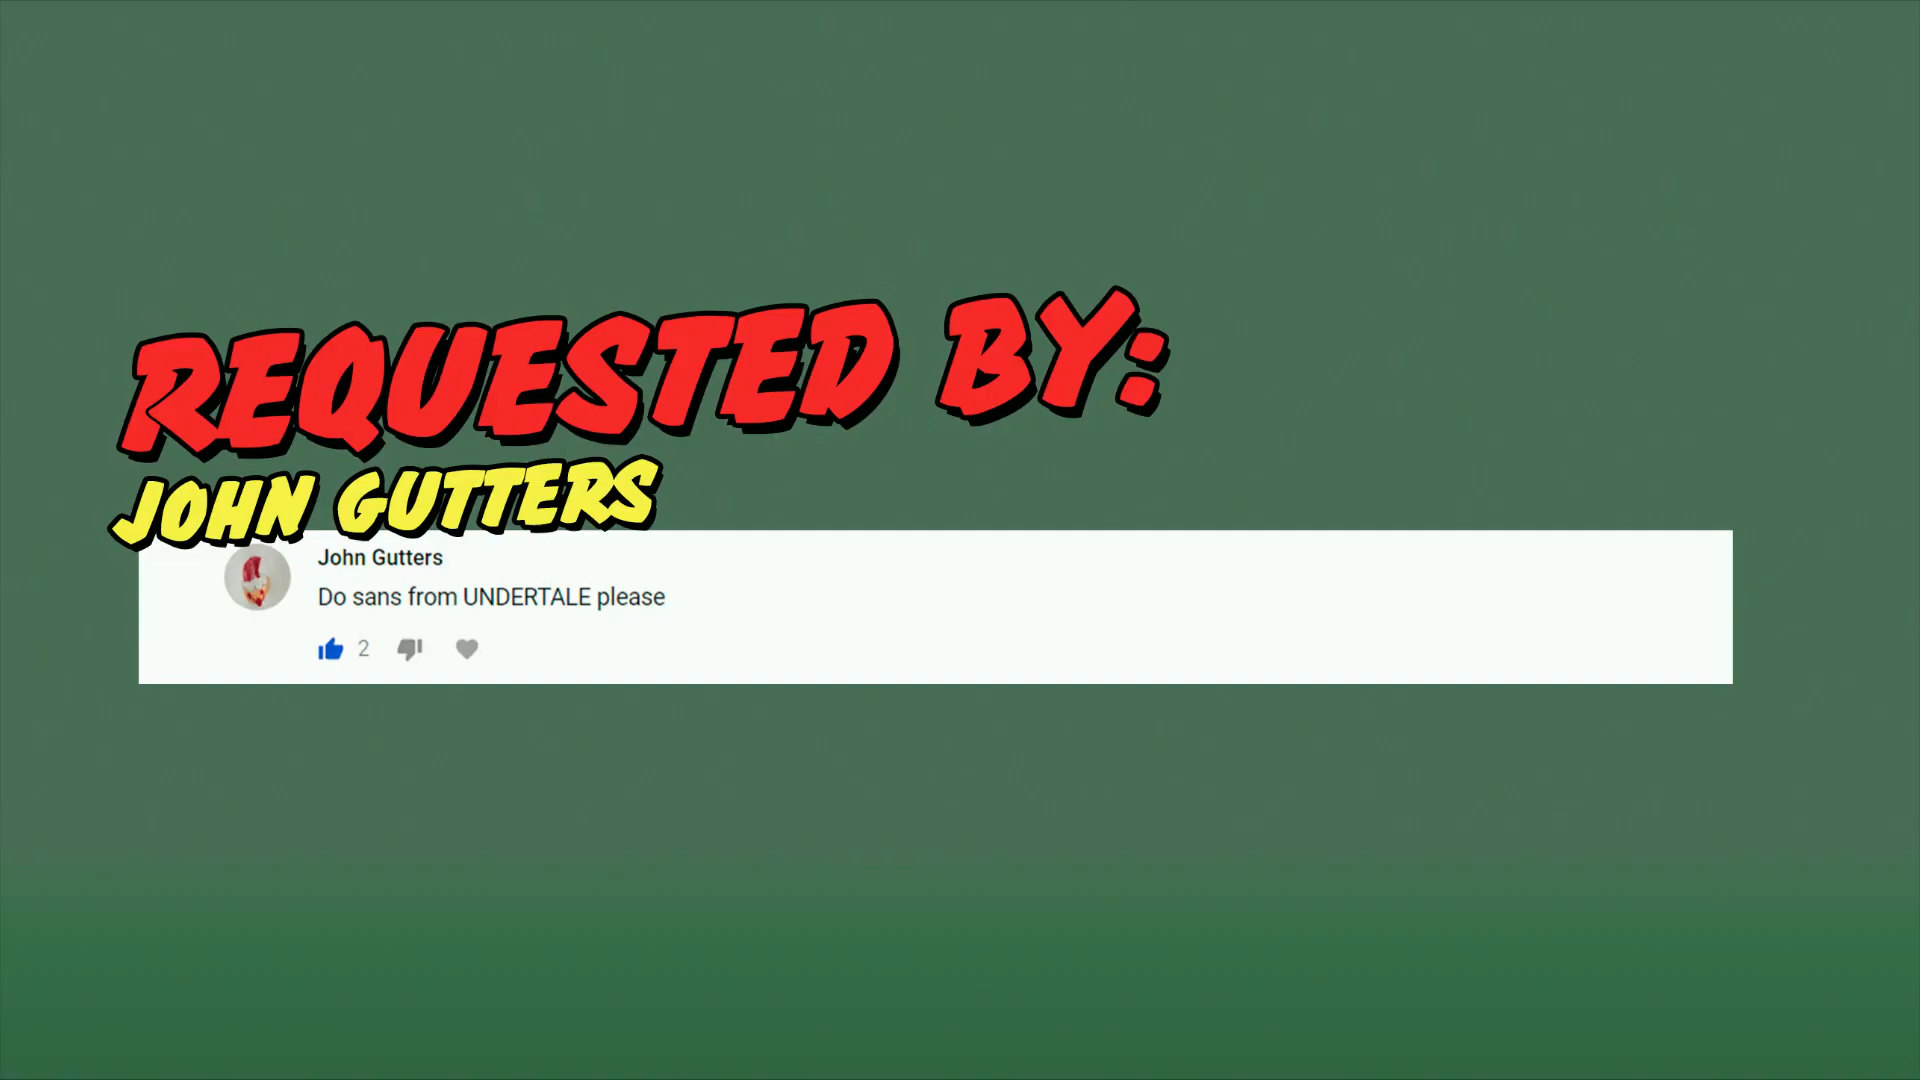 REQUESTED BY:
JOHN GUTTERS
John Gutters
Do sans from UNDERTALE please
2